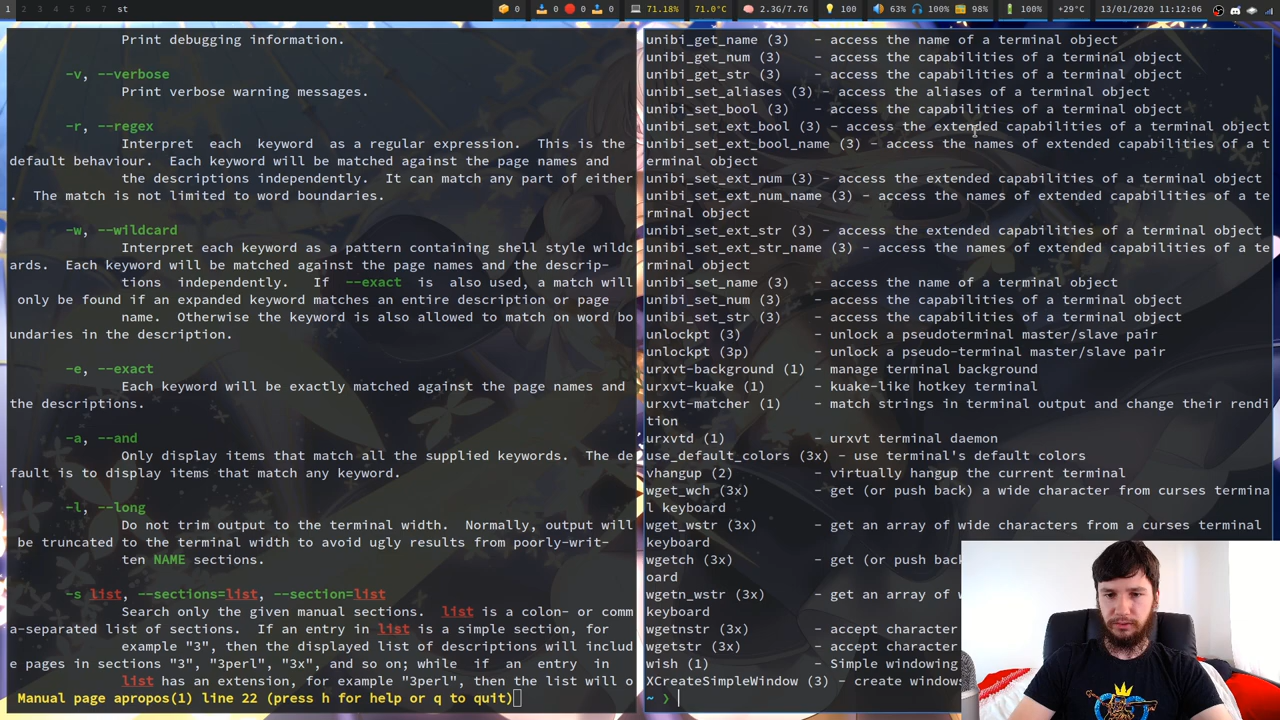 1 2 3 4 5 6 7 st
0 0 0 0 71.18% 71.0°C 2.3G/7.7G 100 63% 100% 98% 100% +29°C 13/01/2020 11:12:06
Print debugging information.
-v, --verbose
Print verbose warning messages.
-r, --regex
Interpret each keyword as a regular expression. This is the
default behaviour. Each keyword will be matched against the page names and
the descriptions independently. It can match any part of either
. The match is not limited to word boundaries.
-w, --wildcard
Interpret each keyword as a pattern containing shell style wildc
ards. Each keyword will be matched against the page names and the descrip-
tions independently. If --exact is also used, a match will
only be found if an expanded keyword matches an entire description or page
name. Otherwise the keyword is also allowed to match on word bo
undaries in the description.
-e, --exact
Each keyword will be exactly matched against the page names and
the descriptions.
-a, --and
Only display items that match all the supplied keywords. The de
fault is to display items that match any keyword.
-l, --long
Do not trim output to the terminal width. Normally, output will
be truncated to the terminal width to avoid ugly results from poorly-writ-
ten NAME sections.
-s list, --sections=list, --section=list
Search only the given manual sections. list is a colon- or comm
a-separated list of sections. If an entry in list is a simple section, for
example "3", then the displayed list of descriptions will includ
e pages in sections "3", "3perl", "3x", and so on; while if an entry in
list has an extension, for example "3perl", then the list will o
Manual page apropos(1) line 22 (press h for help or q to quit)
unibi_get_name (3) - access the name of a terminal object
unibi_get_num (3) - access the capabilities of a terminal object
unibi_get_str (3) - access the capabilities of a terminal object
unibi_set_aliases (3) - access the aliases of a terminal object
unibi_set_bool (3) - access the capabilities of a terminal object
unibi_set_ext_bool (3) - access the extended capabilities of a terminal object
unibi_set_ext_bool_name (3) - access the names of extended capabilities of a t
erminal object
unibi_set_ext_num (3) - access the extended capabilities of a terminal object
unibi_set_ext_num_name (3) - access the names of extended capabilities of a te
rminal object
unibi_set_ext_str (3) - access the extended capabilities of a terminal object
unibi_set_ext_str_name (3) - access the names of extended capabilities of a te
rminal object
unibi_set_name (3) - access the name of a terminal object
unibi_set_num (3) - access the capabilities of a terminal object
unibi_set_str (3) - access the capabilities of a terminal object
unlockpt (3) - unlock a pseudoterminal master/slave pair
unlockpt (3p) - unlock a pseudo-terminal master/slave pair
urxvt-background (1) - manage terminal background
urxvt-kuake (1) - kuake-like hotkey terminal
urxvt-matcher (1) - match strings in terminal output and change their rendi
tion
urxvtd (1) - urxvt terminal daemon
use_default_colors (3x) - use terminal's default colors
vhangup (2) - virtually hangup the current terminal
wget_wch (3x) - get (or push back) a wide character from curses termina
l keyboard
wget_wstr (3x) - get an array of wide characters from a curses terminal
keyboard
wgetch (3x) - get (or push back
oard
wgetn_wstr (3x) - get an array of w
keyboard
wgetnstr (3x) - accept character
wgetstr (3x) - accept character
wish (1) - Simple windowing
XCreateSimpleWindow (3) - create windows
~ ❯